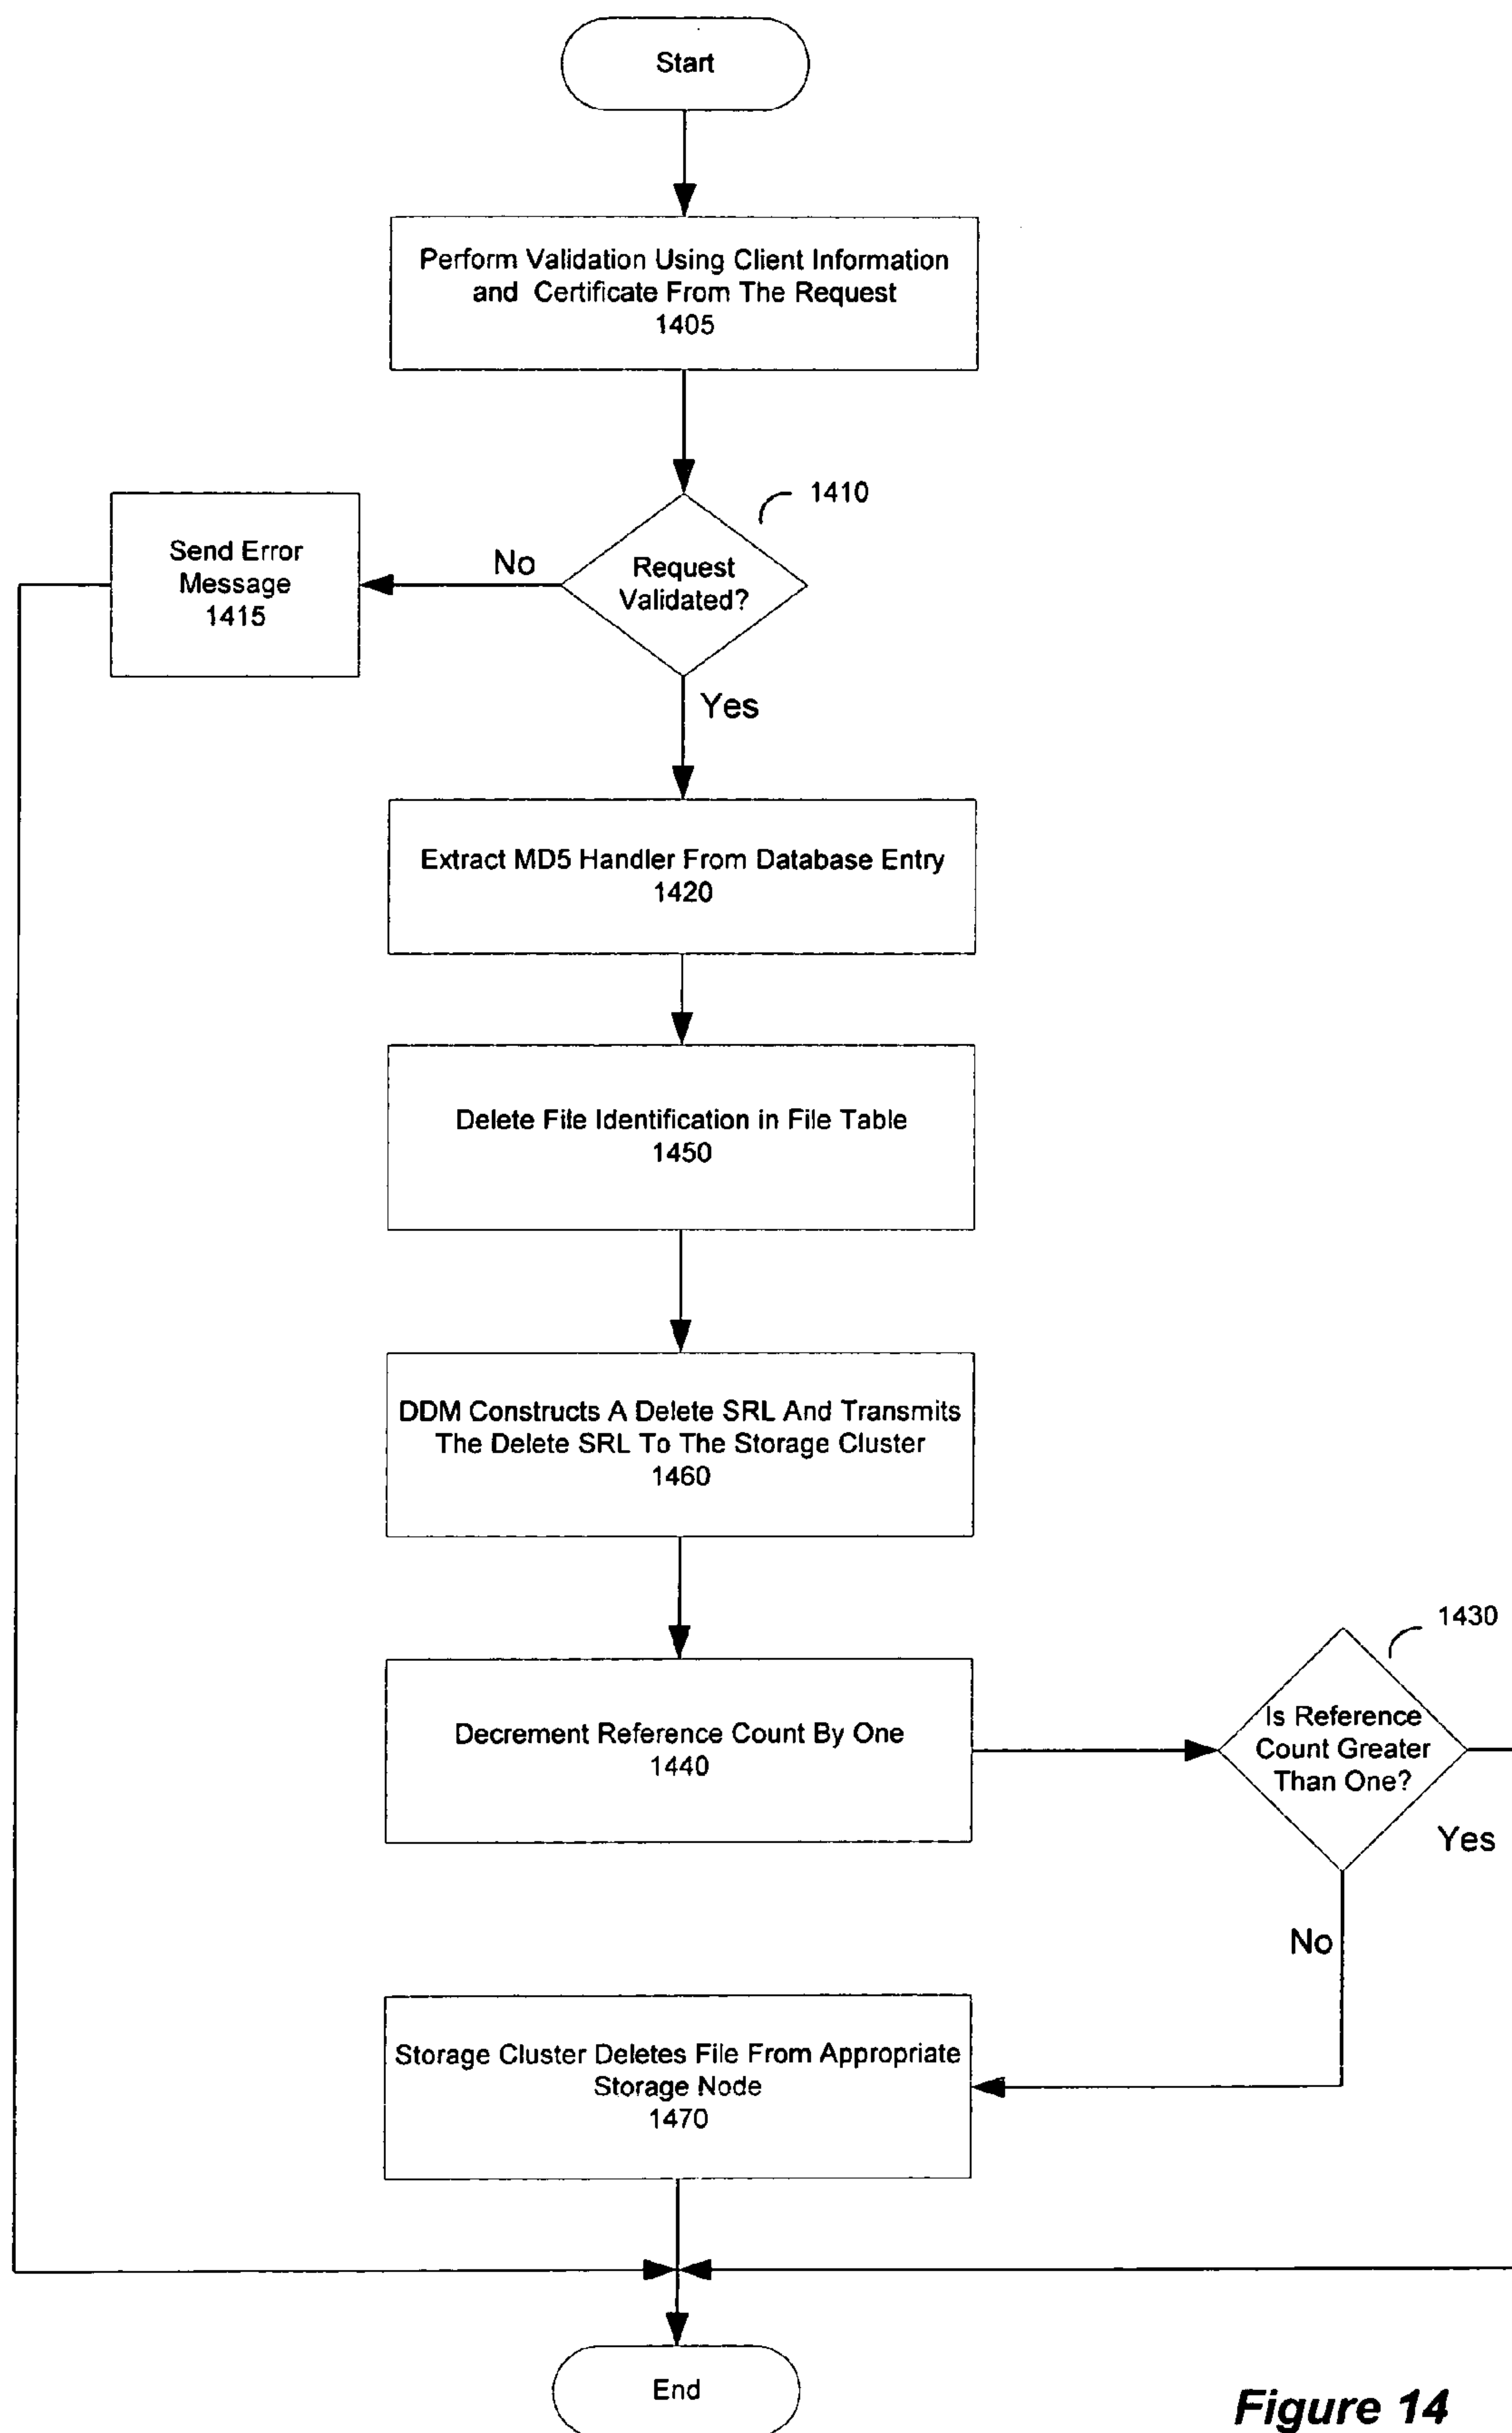 Start
Perform Validation Using Client Information
and Certificate From The Request
1405
1410
Request
Validated?
No
Send Error
Message
1415
Yes
Extract MD5 Handler From Database Entry
1420
Delete File Identification in File Table
1450
DDM Constructs A Delete SRL And Transmits
The Delete SRL To The Storage Cluster
1460
Decrement Reference Count By One
1440
1430
Is Reference
Count Greater
Than One?
Yes
No
Storage Cluster Deletes File From Appropriate
Storage Node
1470
End
Figure 14